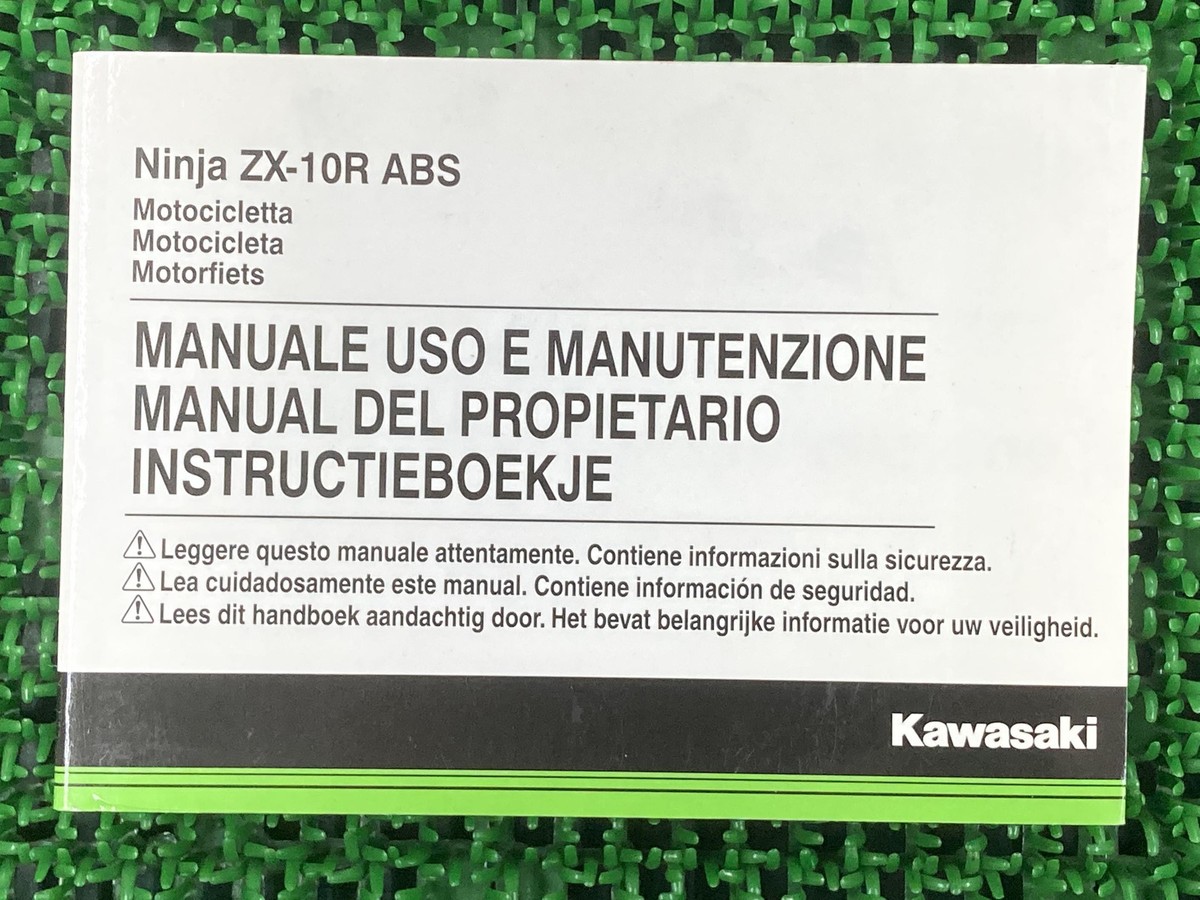 Ninja ZX-10R ABS
Motocicletta
Motocicleta
Motorfiets
MANUALE USO E MANUTENZIONE
MANUAL DEL PROPIETARIO
INSTRUCTIEBOEKJE
Leggere questo manuale attentamente. Contiene informazioni sulla sicurezza.
Lea cuidadosamente este manual. Contiene información de seguridad.
Lees dit handboek aandachtig door. Het bevat belangrijke informatie voor uw veiligheid.
Kawasaki